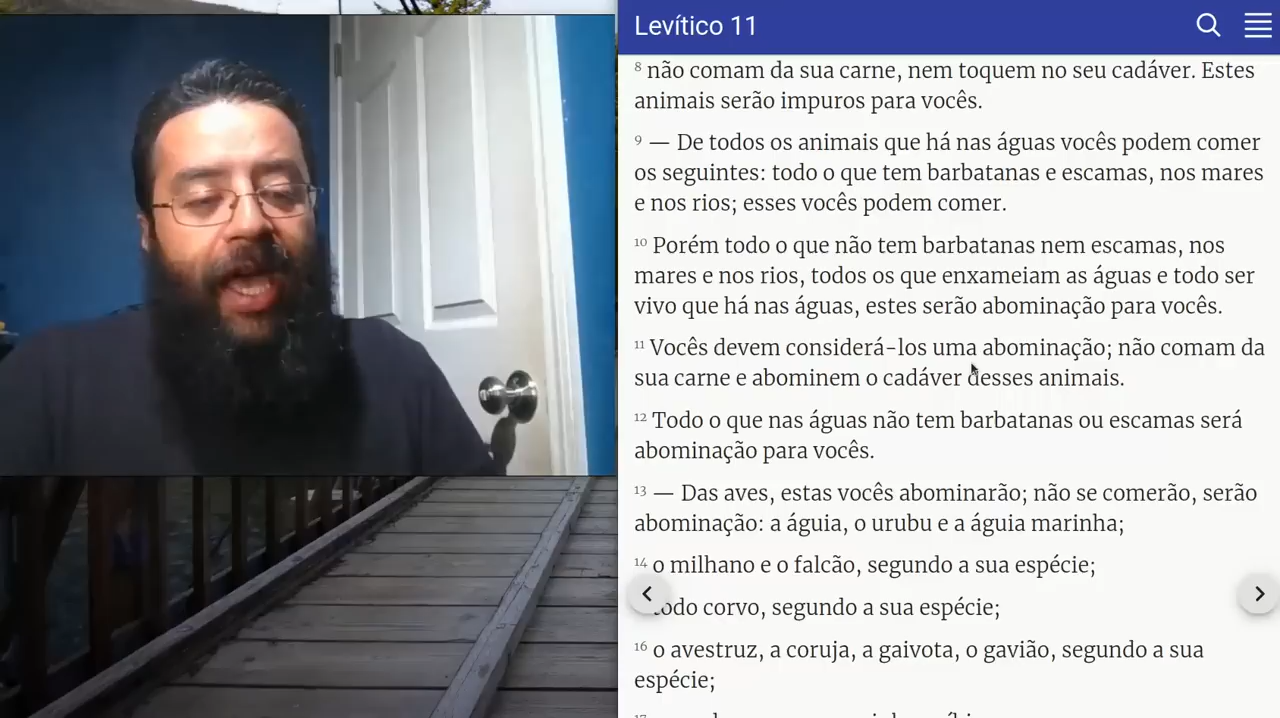 Levítico 11
8 não comam da sua carne, nem toquem no seu cadáver. Estes
animais serão impuros para vocês.
9 — De todos os animais que há nas águas vocês podem comer
os seguintes: todo o que tem barbatanas e escamas, nos mares
e nos rios; esses vocês podem comer.
10 Porém todo o que não tem barbatanas nem escamas, nos
mares e nos rios, todos os que enxameiam as águas e todo ser
vivo que há nas águas, estes serão abominação para vocês.
11 Vocês devem considerá-los uma abominação; não comam da
sua carne e abominem o cadáver desses animais.
12 Todo o que nas águas não tem barbatanas ou escamas será
abominação para vocês.
13 — Das aves, estas vocês abominarão; não se comerão, serão
abominação: a águia, o urubu e a águia marinha;
14 o milhano e o falcão, segundo a sua espécie;
todo corvo, segundo a sua espécie;
16 o avestruz, a coruja, a gaivota, o gavião, segundo a sua
espécie;